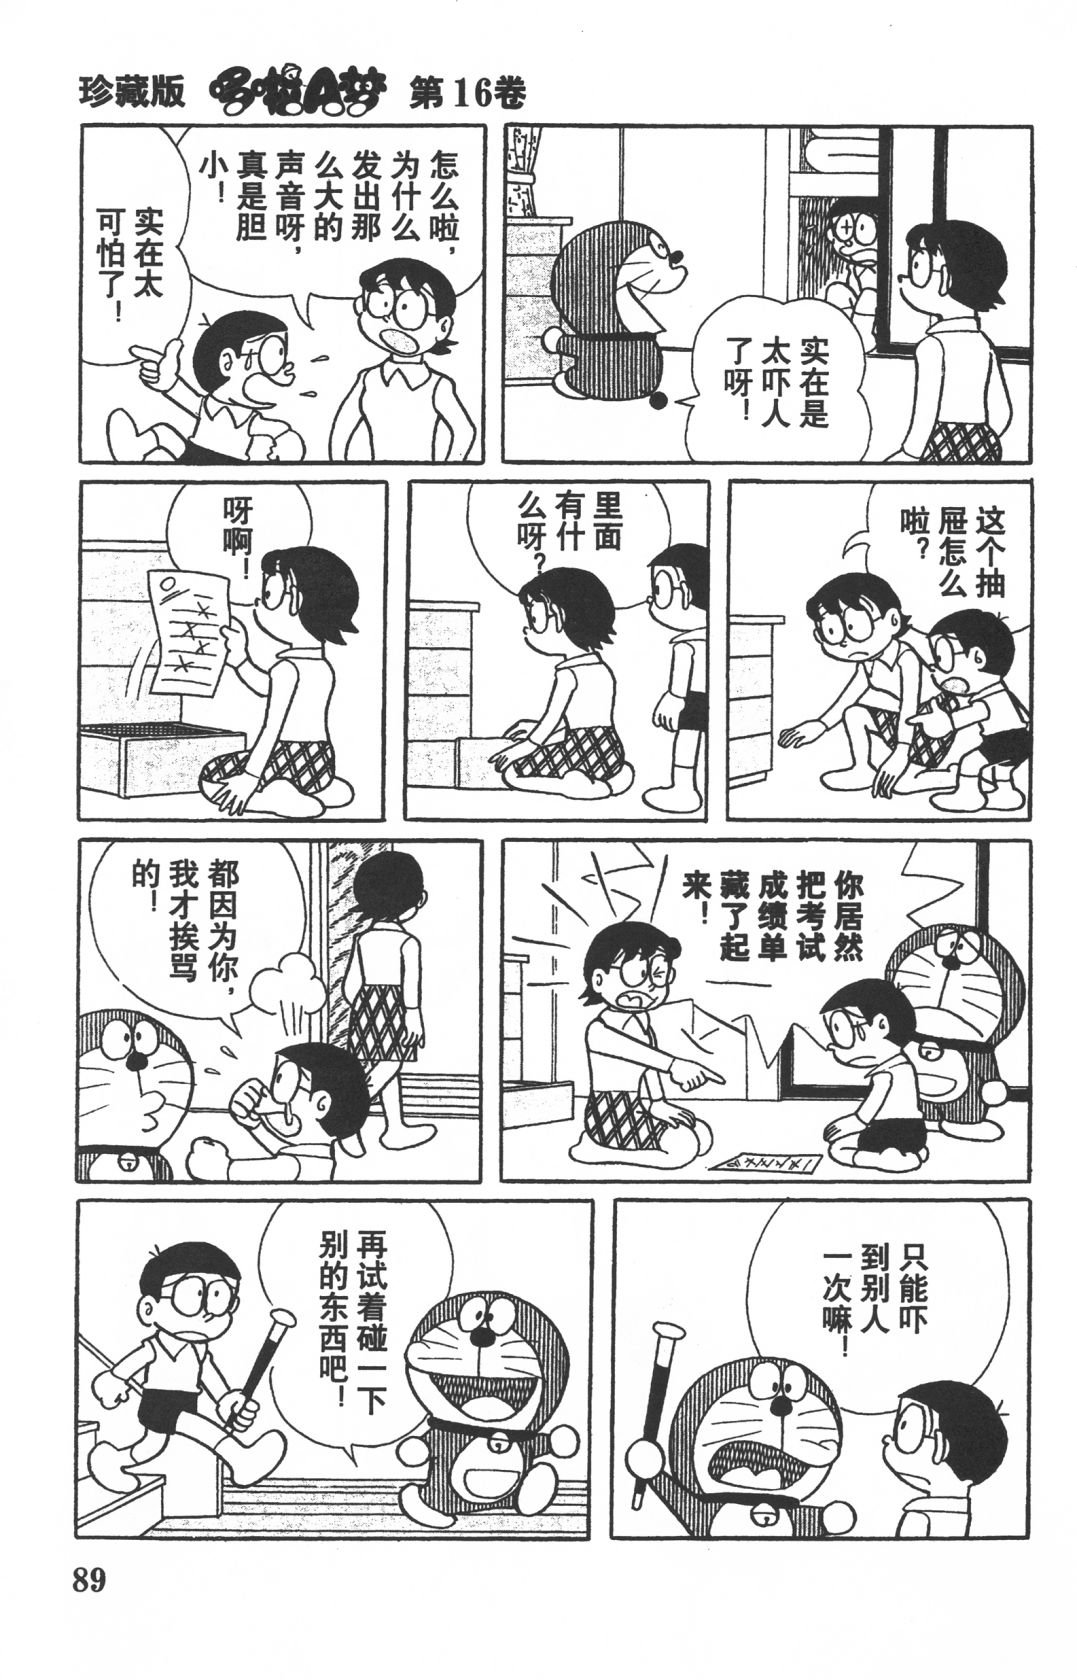 珍藏版 哆啦A梦 第16卷
实在是
太吓人
了呀！
怎么啦，
为什么
发出那
么大的
声音呀，
真是胆
小！
实在太
可怕了！
这个抽
屉怎么
啦？
里面
有什
么呀？
呀
啊！
你居然
把考试
成绩单
藏了起
来！
都因为你，
我才挨骂
的！
只能吓
到别人
一次嘛！
再试着碰一下
别的东西吧！
89